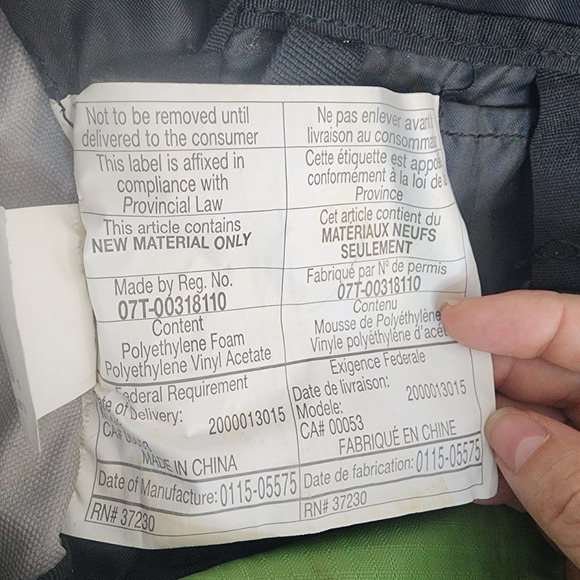 Not to be removed until
delivered to the consumer
This label is affixed in
compliance with
Provincial Law
This article contains
NEW MATERIAL ONLY
Made by Reg. No.
07T-00318110
Content
Polyethylene Foam
Polyethylene Vinyl Acetate
Federal Requirement
of Delivery: 2000013015
CA#
MADE IN CHINA
Date of Manufacture: 0115-05575
RN# 37230
Ne pas enlever avant
livraison au consomma
Cette étiquette est appo
conformément à la loi de
Province
Cet article contient du
MATERIAUX NEUFS
SEULEMENT
Fabriqué par N° de permis
07T-00318110
Contenu
Mousse de Polyéthylène
Vinyle polyéthylène d'acét
Exigence Federale
Date de livraison: 2000013015
Modele:
CA# 00053
FABRIQUÉ EN CHINE
Date de fabrication: 0115-05575
RN# 37230